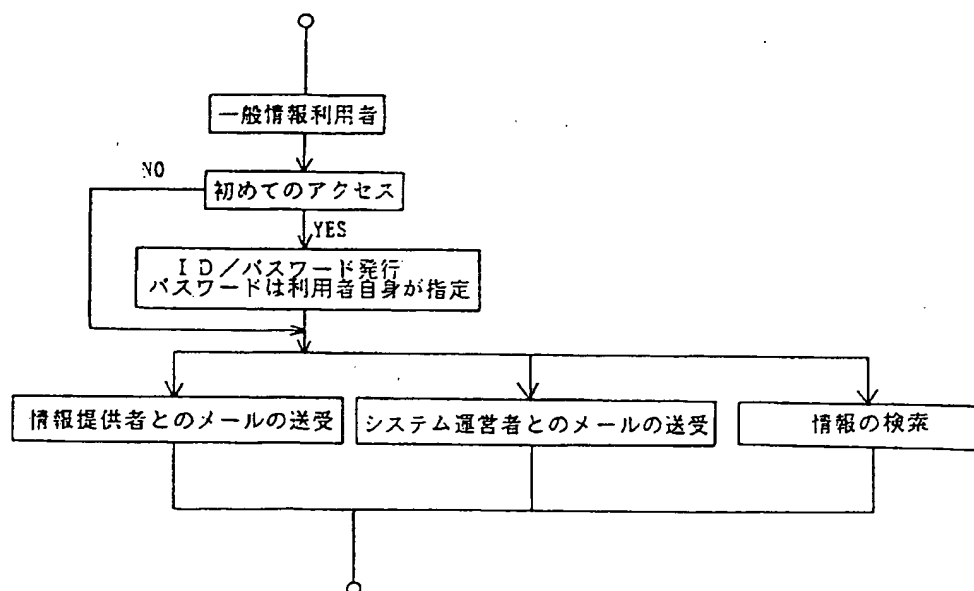 一般情報利用者
NO
初めてのアクセス
YES
ID/パスワード発行
パスワードは利用者自身が指定
情報提供者とのメールの送受
システム運営者とのメールの送受
情報の検索